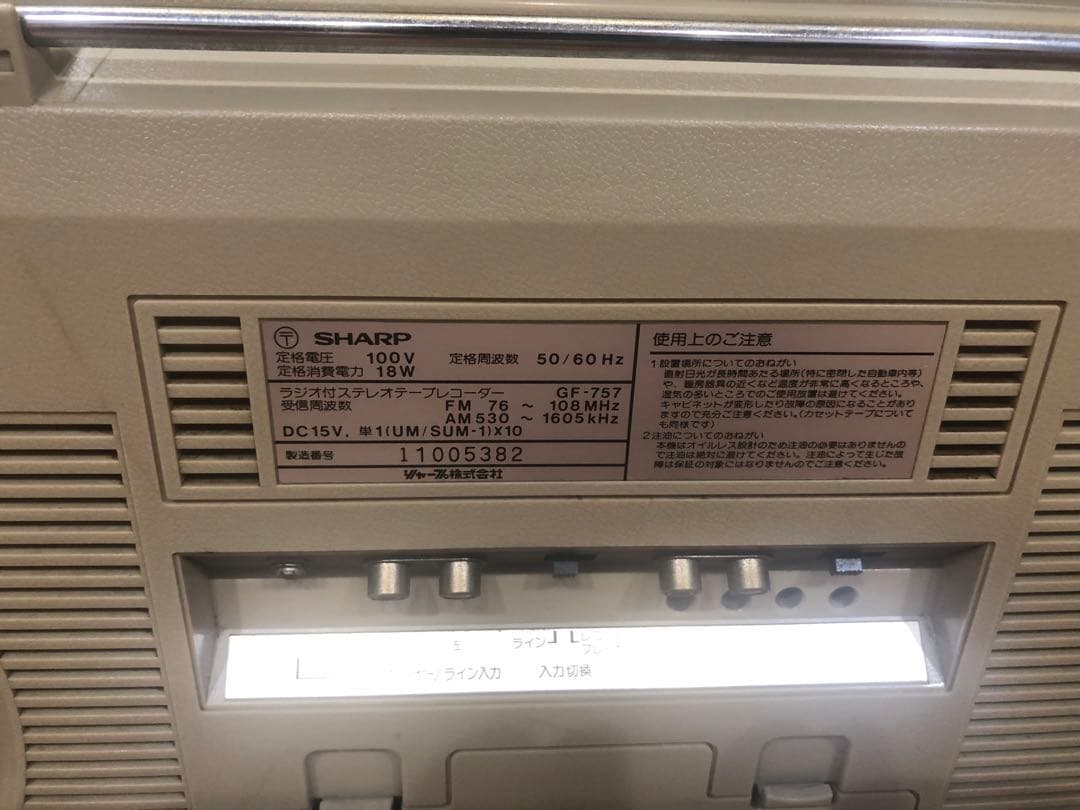 〒 SHARP
定格電圧 100V 定格周波数 50/60Hz
定格消費電力 18W
ラジオ付ステレオテープレコーダー GF-757
受信周波数 FM 76 ～ 108MHz
AM 530 ～ 1605kHz
DC15V, 単1(UM/SUM-1)×10
製造番号 11005382
シャープ株式会社
使用上のご注意
1 設置場所についてのおねがい
直射日光が長時間あたる場所(特に密閉した自動車内等)
や、暖房器具の近くなど温度が非常に高くなるところや、
湿気の多いところでのご使用放置は避けてください。
キャビネットが変形したり故障の原因になることがあり
ますので充分ご注意ください。(カセットテープについて
も同様です)
2 注油についてのおねがい
本機はオイルレス設計のため注油の必要はありませんの
で注油は絶対に避けてください。注油によって生じた故
障は保証の対象にはなりませんのでご注意ください。
ライン
ライン入力 入力切換